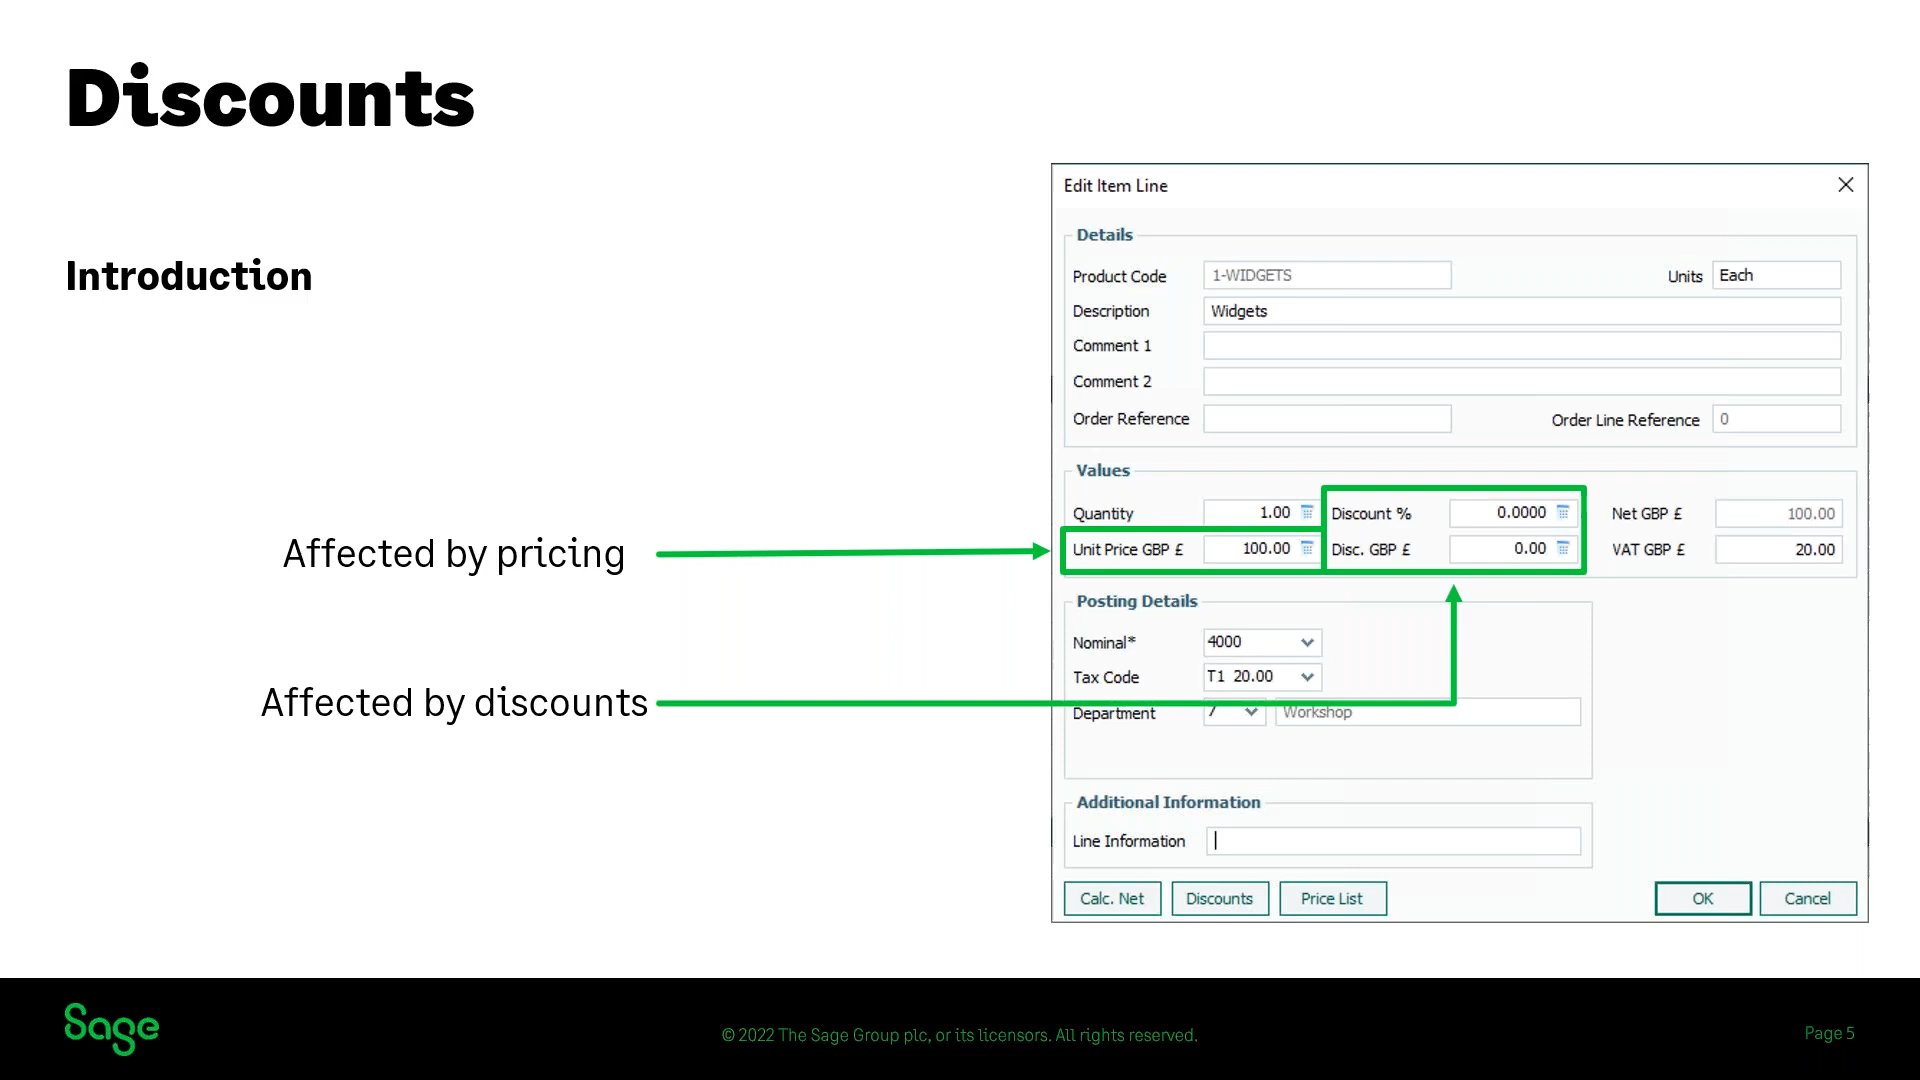 Discounts
Introduction
Affected by pricing
Affected by discounts
Edit Item Line
Details
Product Code 1-WIDGETS Units Each
Description Widgets
Comment 1
Comment 2
Order Reference Order Line Reference 0
Values
Quantity 1.00 Discount % 0.0000 Net GBP £ 100.00
Unit Price GBP £ 100.00 Disc. GBP £ 0.00 VAT GBP £ 20.00
Posting Details
Nominal* 4000
Tax Code T1 20.00
Department 7 Workshop
Additional Information
Line Information
Calc. Net Discounts Price List OK Cancel
Sage © 2022 The Sage Group plc, or its licensors. All rights reserved. Page 5